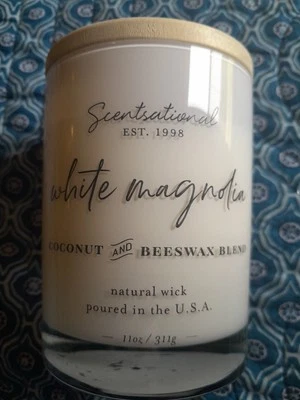 Scentsational
EST. 1998
white magnolia
COCONUT AND BEESWAX BLEND
natural wick
poured in the U.S.A.
11oz / 311g